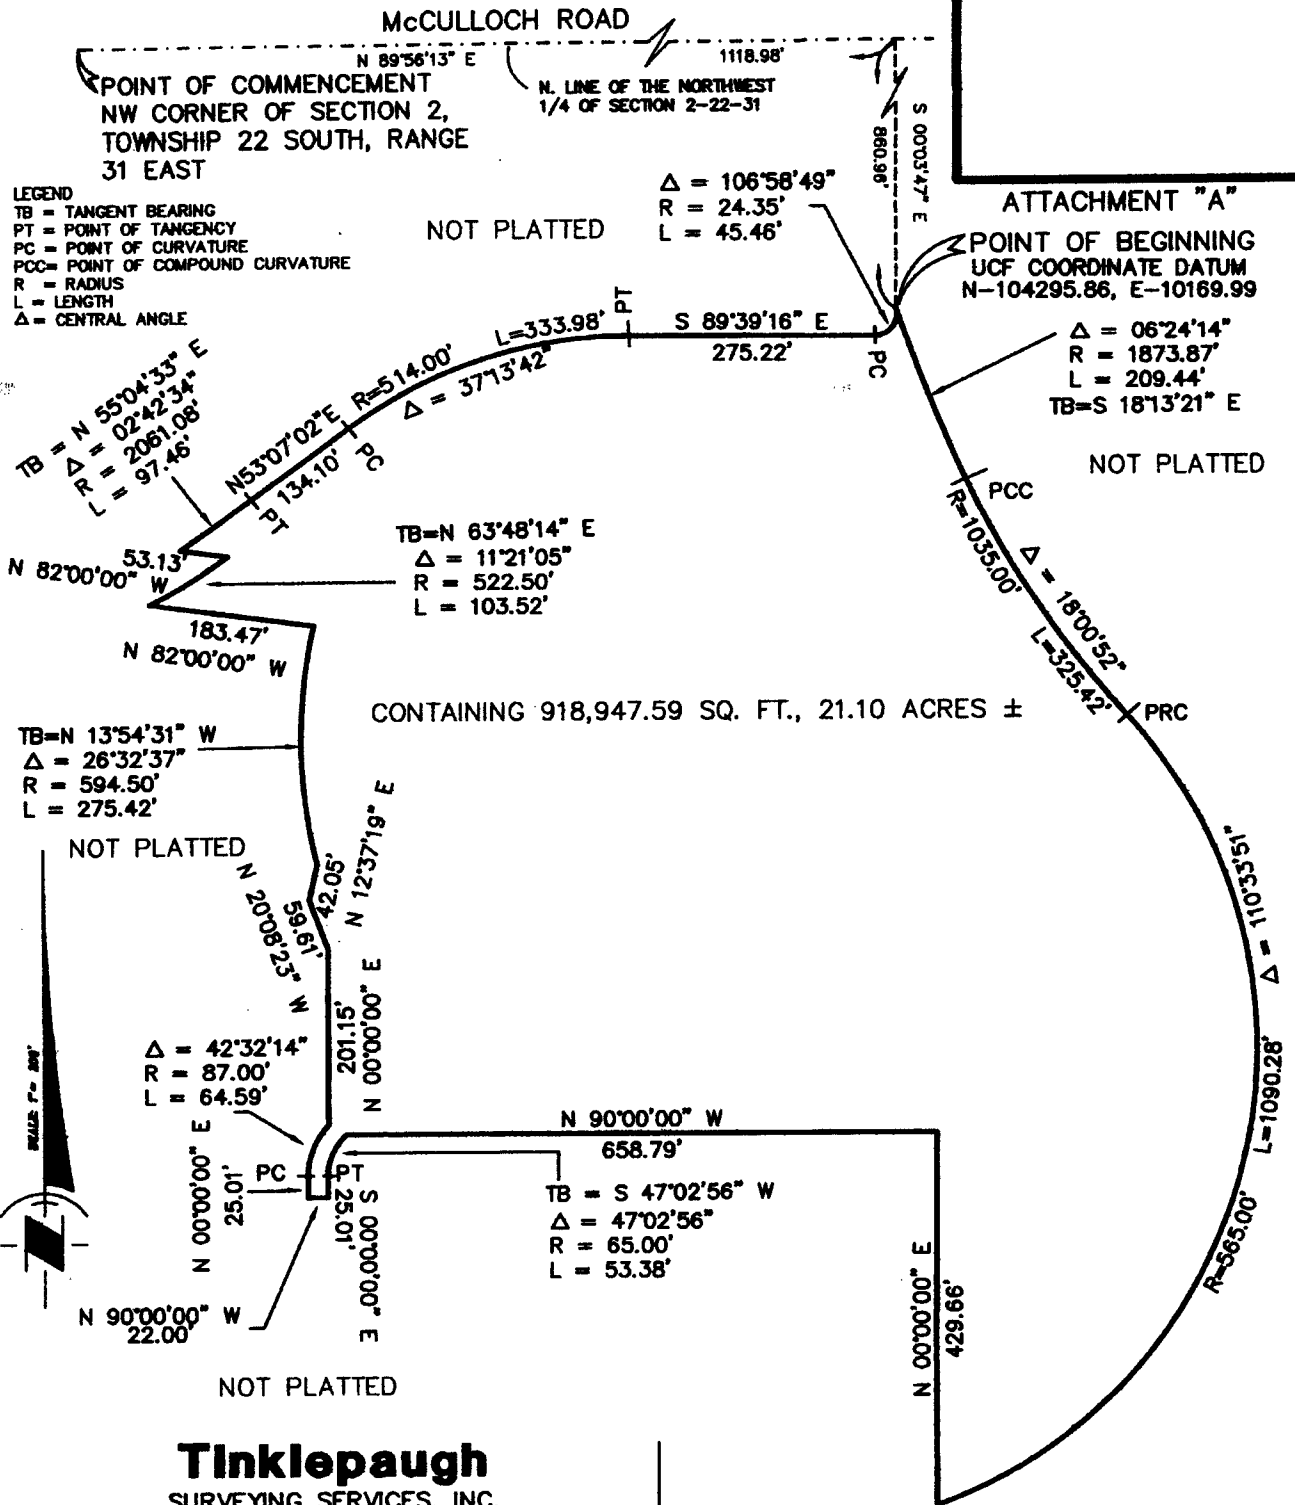 McCULLOCH ROAD
N 89°56'13" E
1118.98'
POINT OF COMMENCEMENT
NW CORNER OF SECTION 2,
TOWNSHIP 22 SOUTH, RANGE
31 EAST
N. LINE OF THE NORTHWEST
1/4 OF SECTION 2-22-31
S 00°03'47" E
860.96'
LEGEND
TB = TANGENT BEARING
PT = POINT OF TANGENCY
PC = POINT OF CURVATURE
PCC= POINT OF COMPOUND CURVATURE
R = RADIUS
L = LENGTH
Δ = CENTRAL ANGLE
NOT PLATTED
Δ = 106°58'49"
R = 24.35'
L = 45.46'
ATTACHMENT "A"
POINT OF BEGINNING
UCF COORDINATE DATUM
N-104295.86, E-10169.99
Δ = 06°24'14"
R = 1873.87'
L = 209.44'
TB=S 18°13'21" E
NOT PLATTED
PT
S 89°39'16" E
275.22'
PC
L=333.98'
R=514.00'
Δ = 37°13'42"
TB = N 55°04'33" E
Δ = 02°42'34"
R = 2061.08'
L = 97.46'
N53°07'02"E
134.10'
PC
PT
PCC
R=1035.00'
Δ = 18°00'52"
L=325.42'
PRC
53.13'
N 82°00'00" W
TB=N 63°48'14" E
Δ = 11°21'05"
R = 522.50'
L = 103.52'
183.47'
N 82°00'00" W
CONTAINING 918,947.59 SQ. FT., 21.10 ACRES ±
TB=N 13°54'31" W
Δ = 26°32'37"
R = 594.50'
L = 275.42'
NOT PLATTED
42.05'
N 12°37'19" E
59.61'
N 20°08'23" W
201.15'
N 00°00'00" E
Δ = 110°33'51"
L=1090.28'
R=565.00'
Δ = 42°32'14"
R = 87.00'
L = 64.59'
SCALE: 1"= 200'
N 90°00'00" W
658.79'
PC
PT
N 00°00'00" E
25.01'
25.01'
S 00°00'00" E
TB = S 47°02'56" W
Δ = 47°02'56"
R = 65.00'
L = 53.38'
N 90°00'00" W
22.00'
N 00°00'00" E
429.66'
NOT PLATTED
Tinklepaugh
SURVEYING SERVICES, INC.